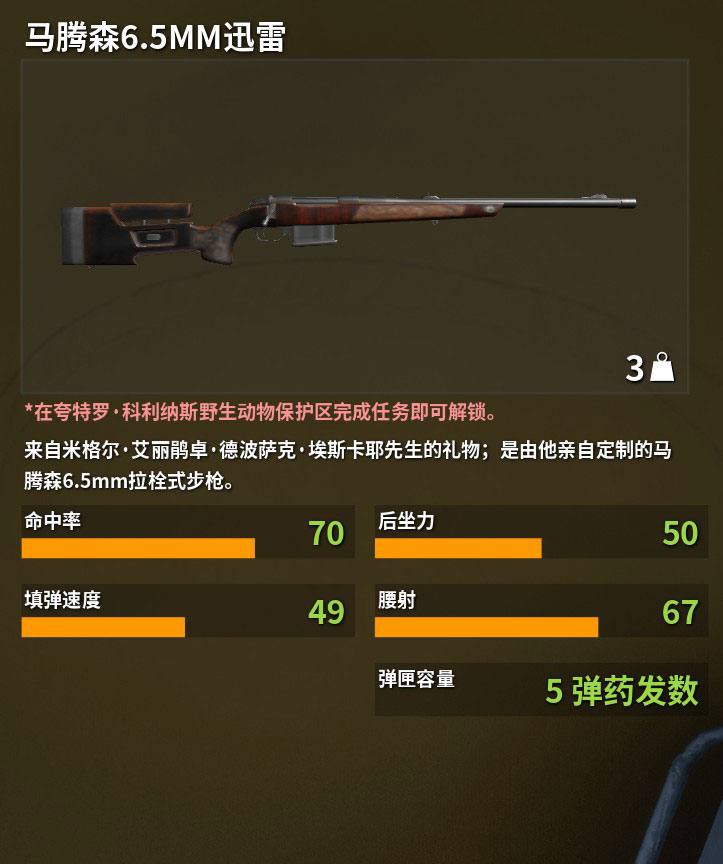 马腾森6.5MM迅雷
3
*在夸特罗·科利纳斯野生动物保护区完成任务即可解锁。
来自米格尔·艾丽鹃卓·德波萨克·埃斯卡耶先生的礼物；是由他亲自定制的马
腾森6.5mm拉栓式步枪。
命中率 70
后坐力 50
填弹速度 49
腰射 67
弹匣容量 5 弹药发数